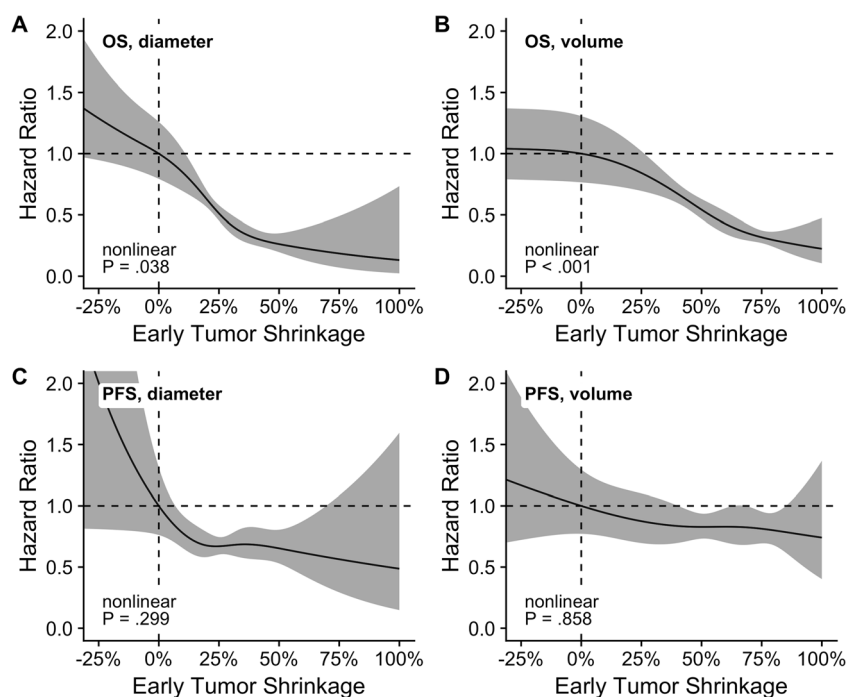 A
OS, diameter
2.0
1.5
1.0
0.5
0.0
Hazard Ratio
nonlinear
P = .038
-25% 0% 25% 50% 75% 100%
Early Tumor Shrinkage
B
OS, volume
2.0
1.5
1.0
0.5
0.0
Hazard Ratio
nonlinear
P < .001
-25% 0% 25% 50% 75% 100%
Early Tumor Shrinkage
C
PFS, diameter
2.0
1.5
1.0
0.5
0.0
Hazard Ratio
nonlinear
P = .299
-25% 0% 25% 50% 75% 100%
Early Tumor Shrinkage
D
PFS, volume
2.0
1.5
1.0
0.5
0.0
Hazard Ratio
nonlinear
P = .858
-25% 0% 25% 50% 75% 100%
Early Tumor Shrinkage